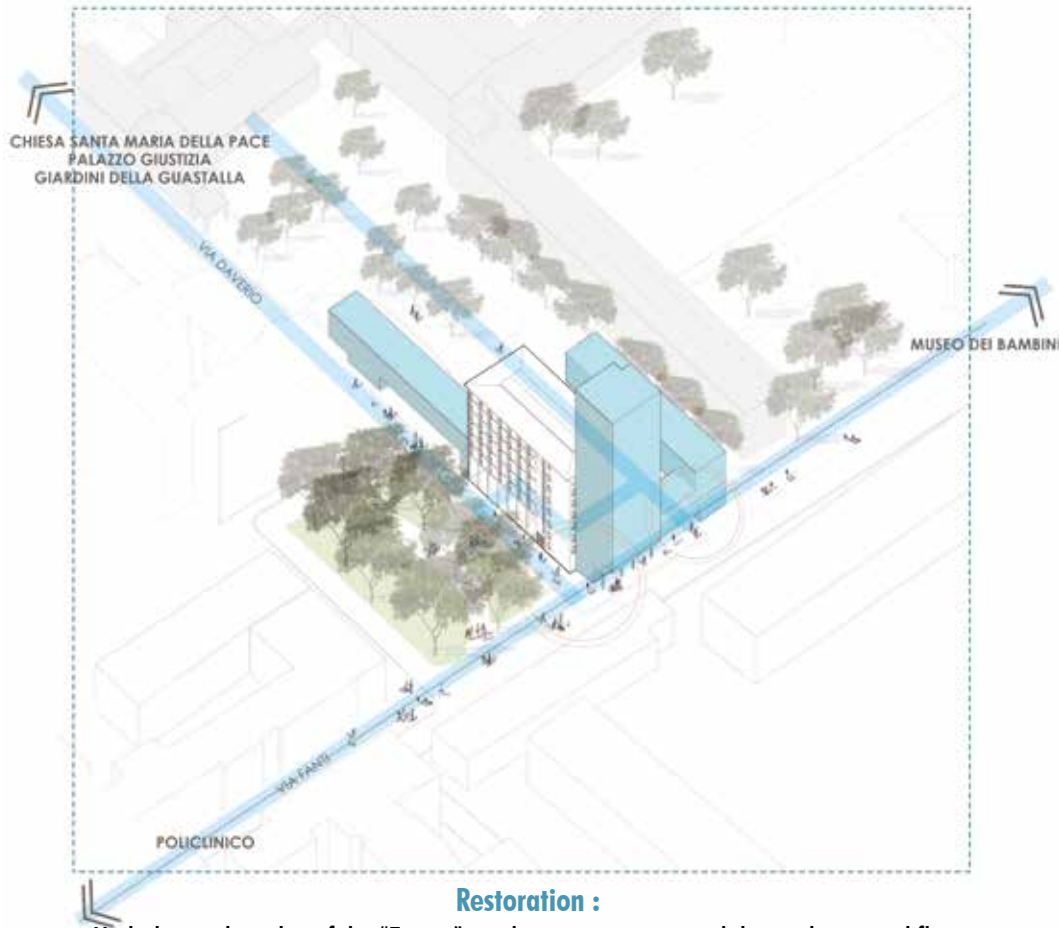 CHIESA SANTA MARIA DELLA PACE
PALAZZO GIUSTIZIA
GIARDINI DELLA GUASTALLA
VIA DAVERIO
MUSEO DEI BAMBINI
VIA FANTI
POLICLINICO
Restoration :